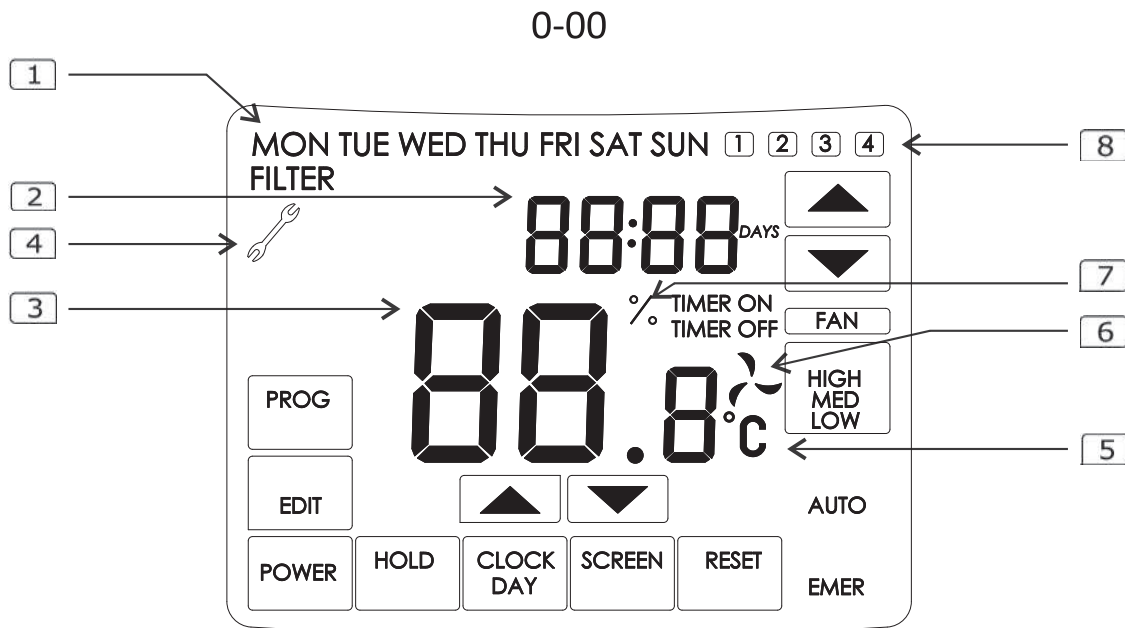 0-00
1
MON TUE WED THU FRI SAT SUN 1 2 3 4
8
FILTER
2
88:88 DAYS
4
7
3
°/° TIMER ON
TIMER OFF
FAN
6
88.8 °C
HIGH
MED
LOW
PROG
5
EDIT
AUTO
POWER
HOLD
CLOCK
DAY
SCREEN
RESET
EMER